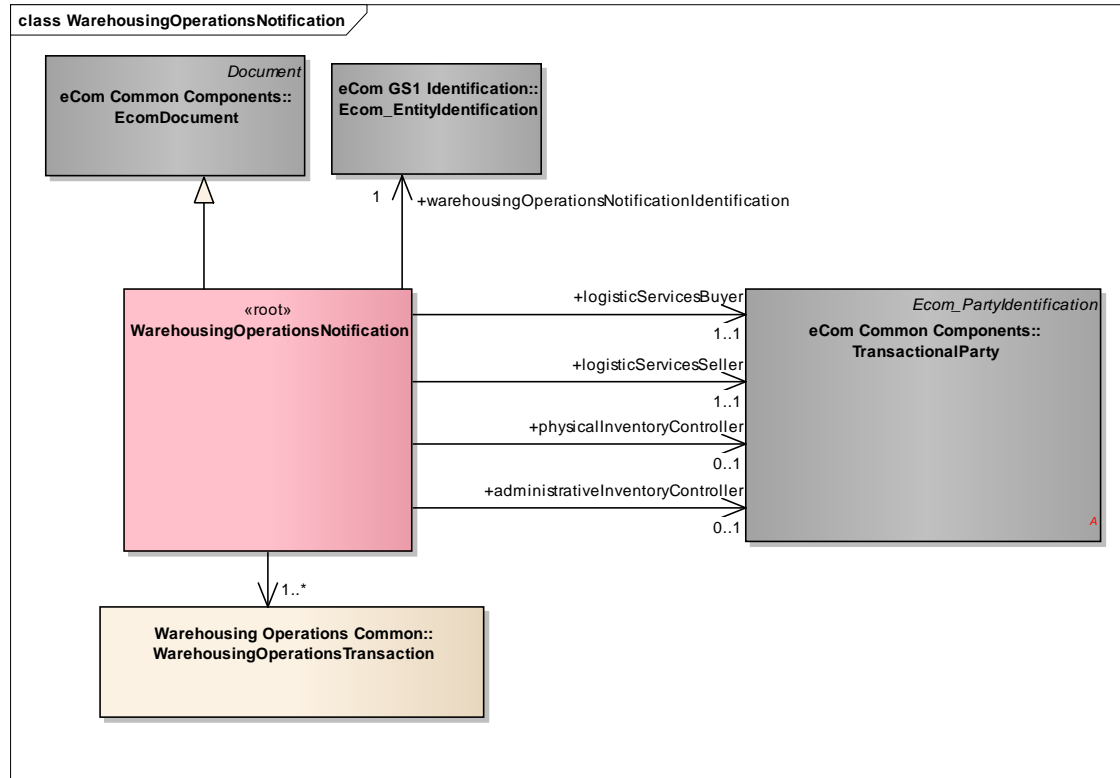 class WarehousingOperationsNotification
Document
eCom Common Components::
EcomDocument
eCom GS1 Identification::
Ecom_EntityIdentification
1
+warehousingOperationsNotificationIdentification
«root»
WarehousingOperationsNotification
+logisticServicesBuyer
1..1
+logisticServicesSeller
1..1
+physicalInventoryController
0..1
+administrativeInventoryController
0..1
Ecom_PartyIdentification
eCom Common Components::
TransactionalParty
A
1..*
Warehousing Operations Common::
WarehousingOperationsTransaction